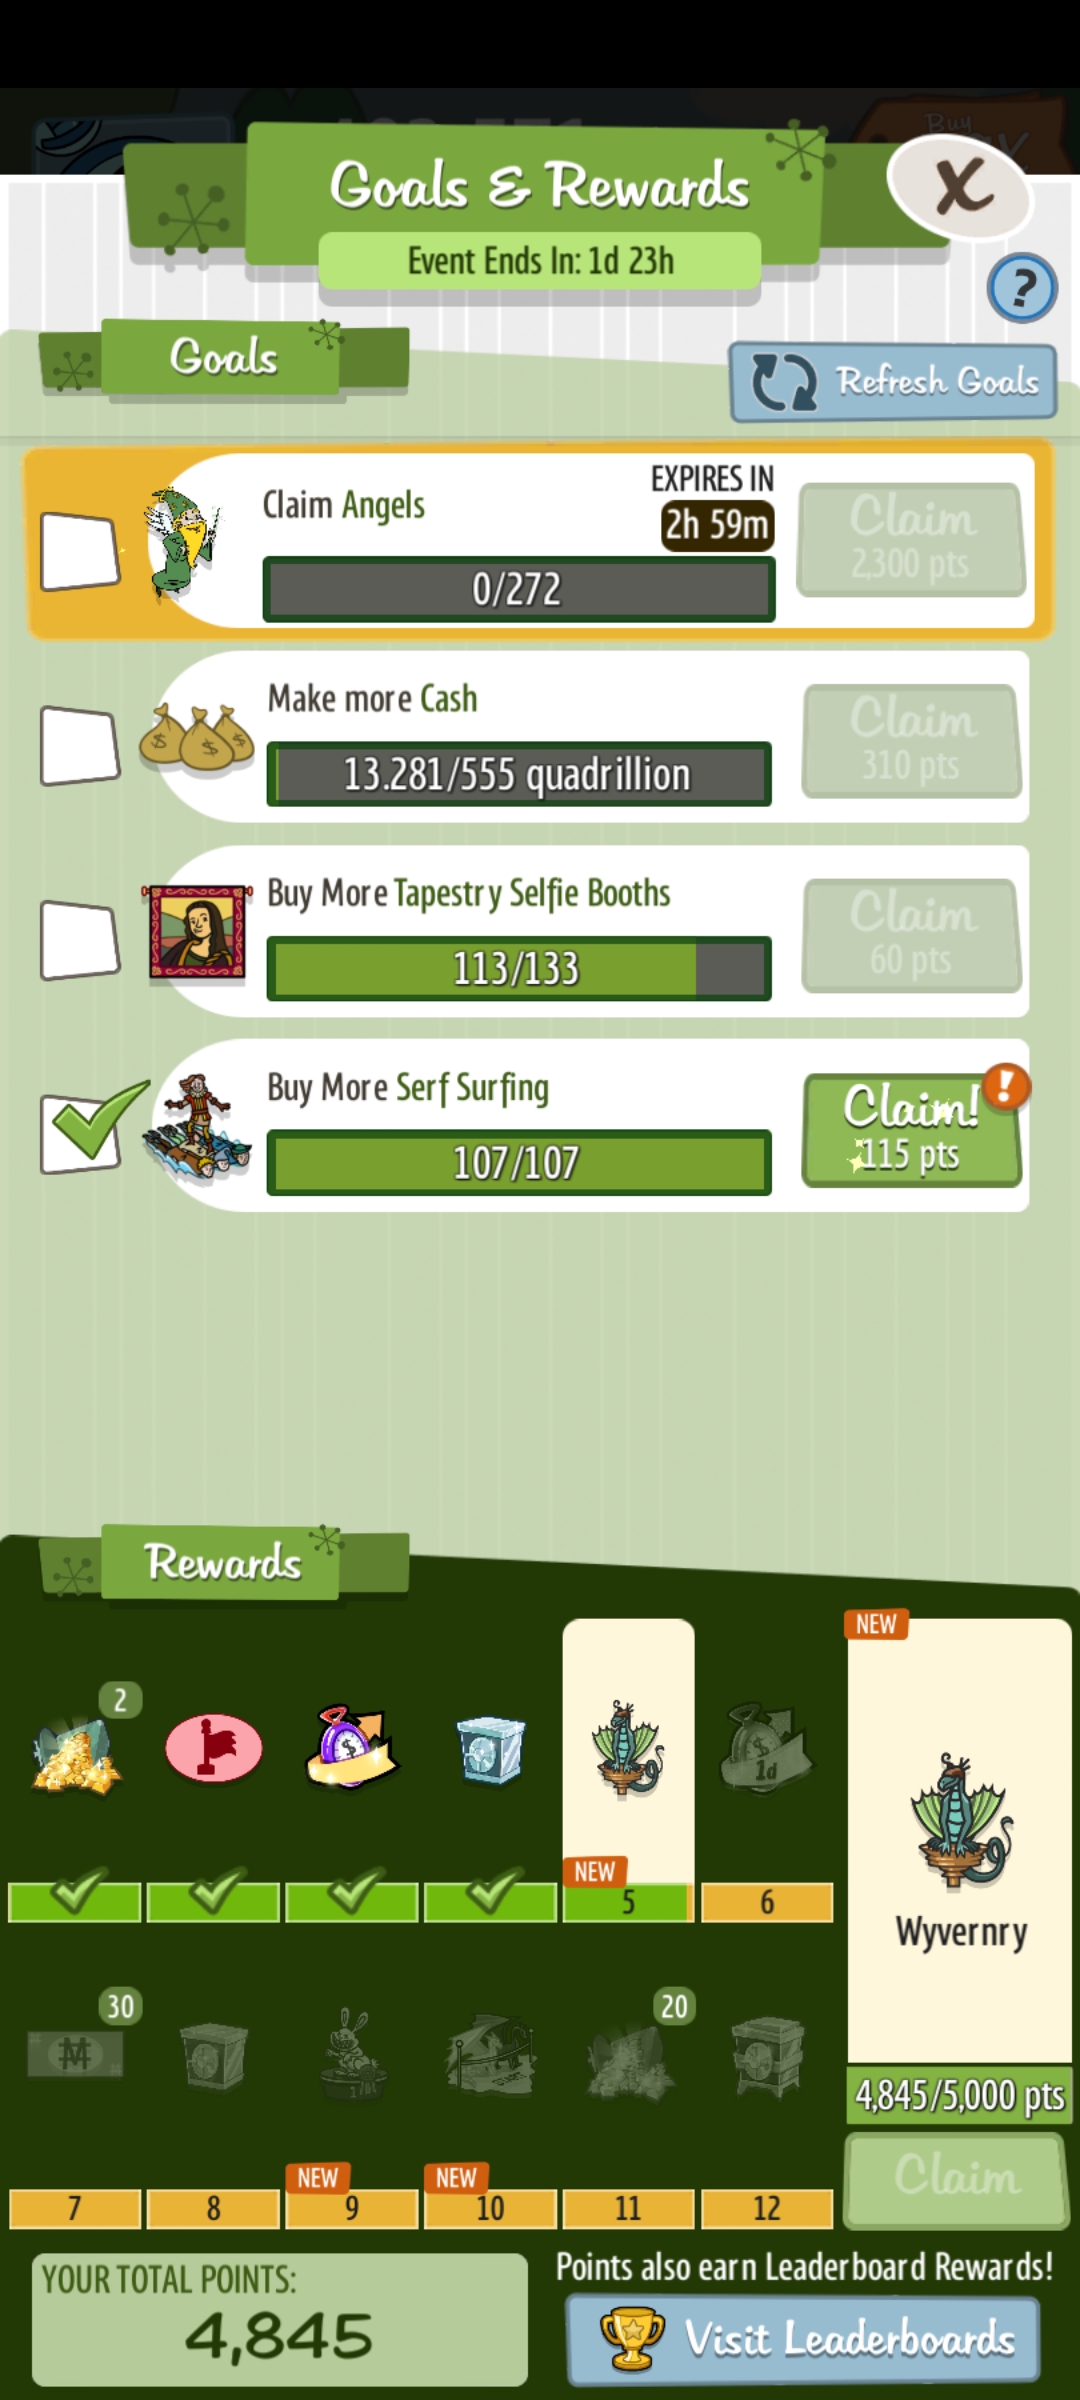 Buy
Goals & Rewards
X
Event Ends In: 1d 23h
?
Goals
Refresh Goals
Claim Angels
EXPIRES IN
2h 59m
0/272
Claim
2,300 pts
Make more Cash
13.281/555 quadrillion
Claim
310 pts
Buy More Tapestry Selfie Booths
113/133
Claim
60 pts
Buy More Serf Surfing
107/107
Claim!
115 pts
!
Rewards
2
1d
NEW
5
6
30
20
7
8
NEW
9
NEW
10
11
12
NEW
Wyvernry
4,845/5,000 pts
Claim
YOUR TOTAL POINTS:
4,845
Points also earn Leaderboard Rewards!
Visit Leaderboards